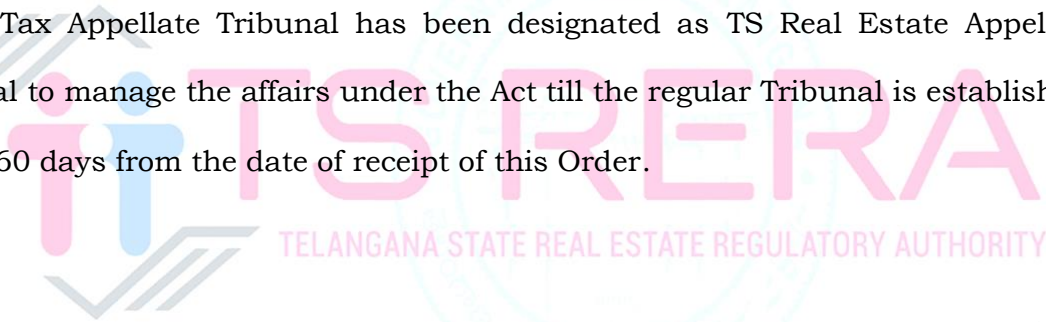 Tax Appellate Tribunal has been designated as TS Real Estate Appel
al to manage the affairs under the Act till the regular Tribunal is establish
60 days from the date of receipt of this Order.
TS RERA
TELANGANA STATE REAL ESTATE REGULATORY AUTHORITY